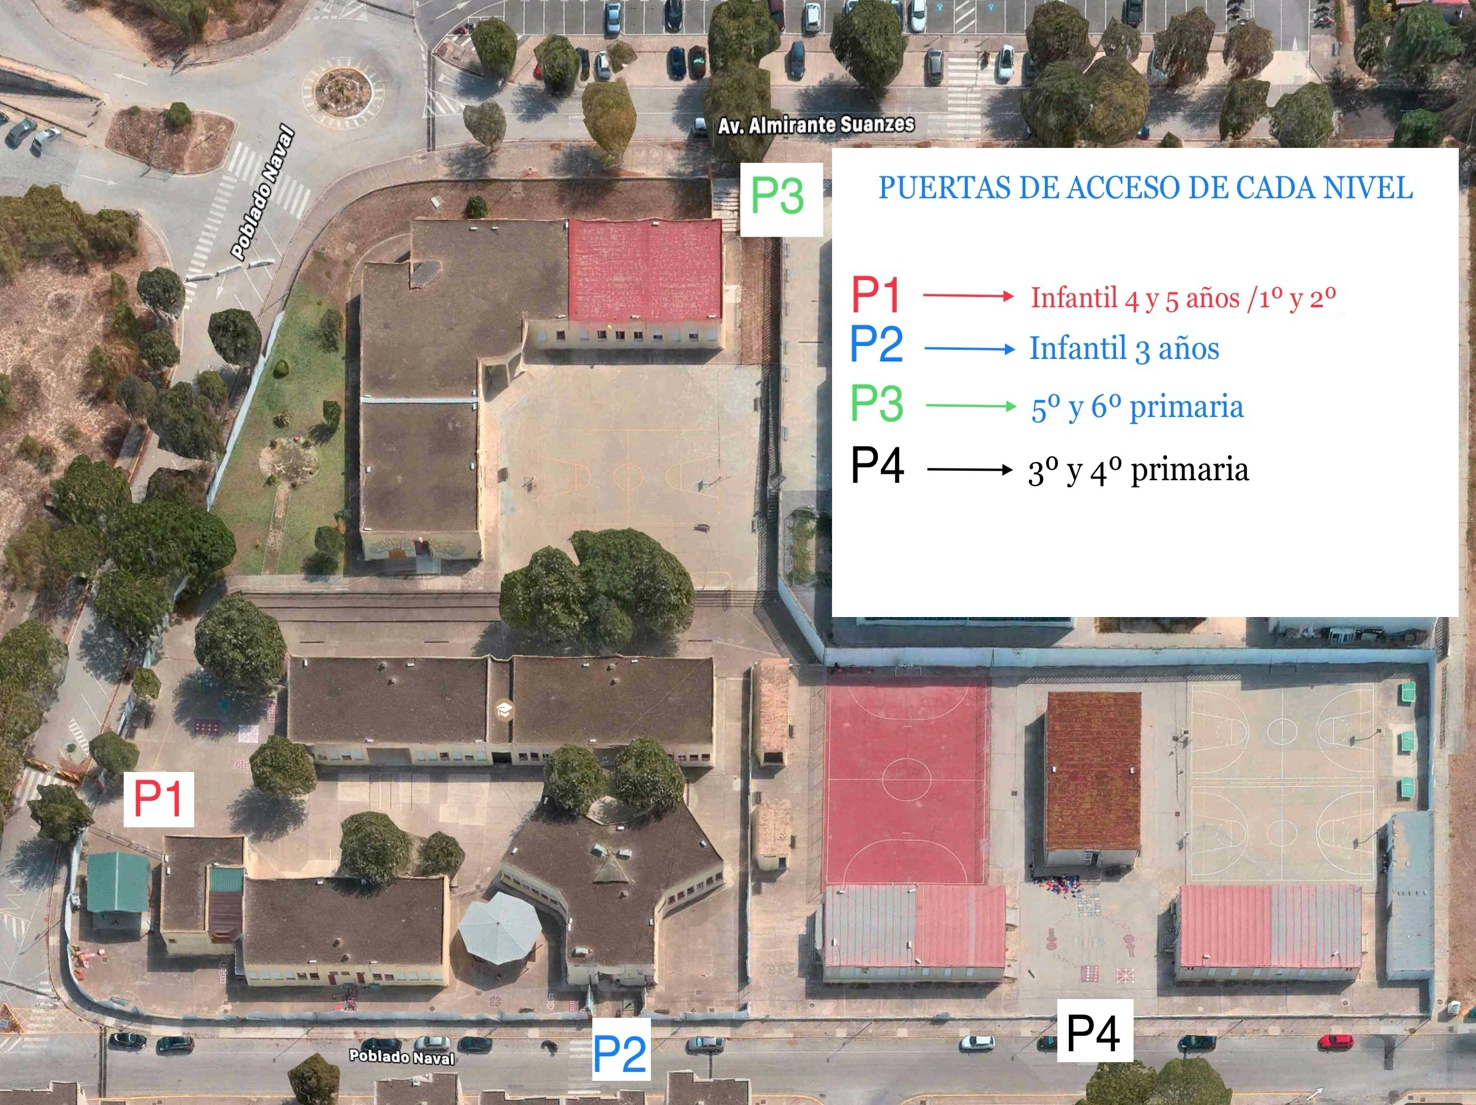 Av. Almirante Suanzes
Poblado Naval
P3
PUERTAS DE ACCESO DE CADA NIVEL
P1 Infantil 4 y 5 años /1º y 2º
P2 Infantil 3 años
P3 5º y 6º primaria
P4 3º y 4º primaria
P1
P4
P2
Poblado Naval